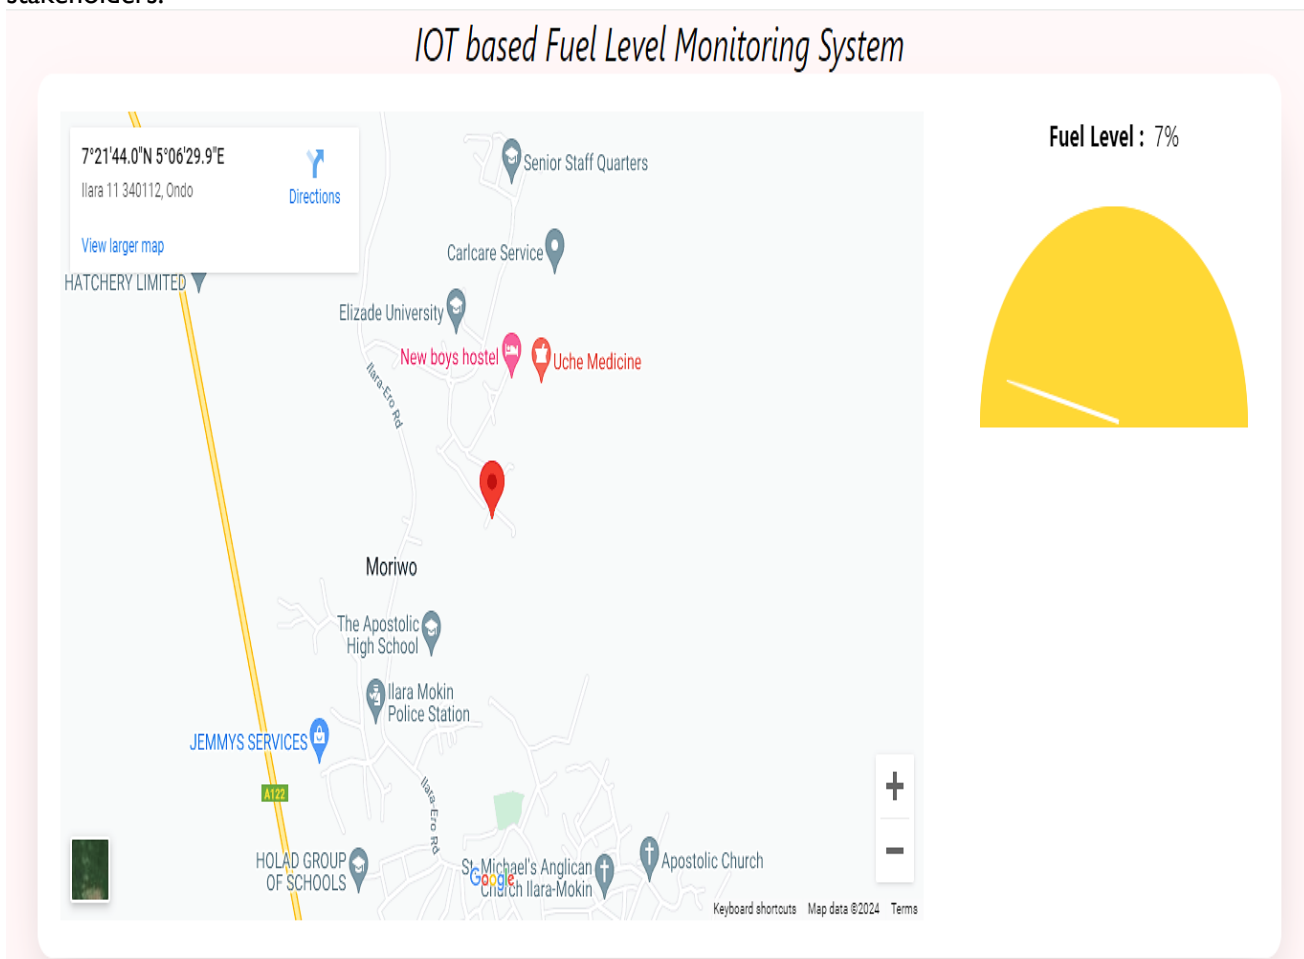 stakeholders.
IOT based Fuel Level Monitoring System
7°21'44.0"N 5°06'29.9"E
Ilara 11 340112, Ondo
Directions
View larger map
Fuel Level : 7%
Senior Staff Quarters
Carlcare Service
HATCHERY LIMITED
Elizade University
New boys hostel
Uche Medicine
Ilara-Ero Rd
Moriwo
The Apostolic
High School
Ilara Mokin
Police Station
JEMMYS SERVICES
A122
Ilara-Ero Rd
HOLAD GROUP
OF SCHOOLS
St. Michael's Anglican
Church Ilara-Mokin
Google
Apostolic Church
+
−
Keyboard shortcuts Map data ©2024 Terms